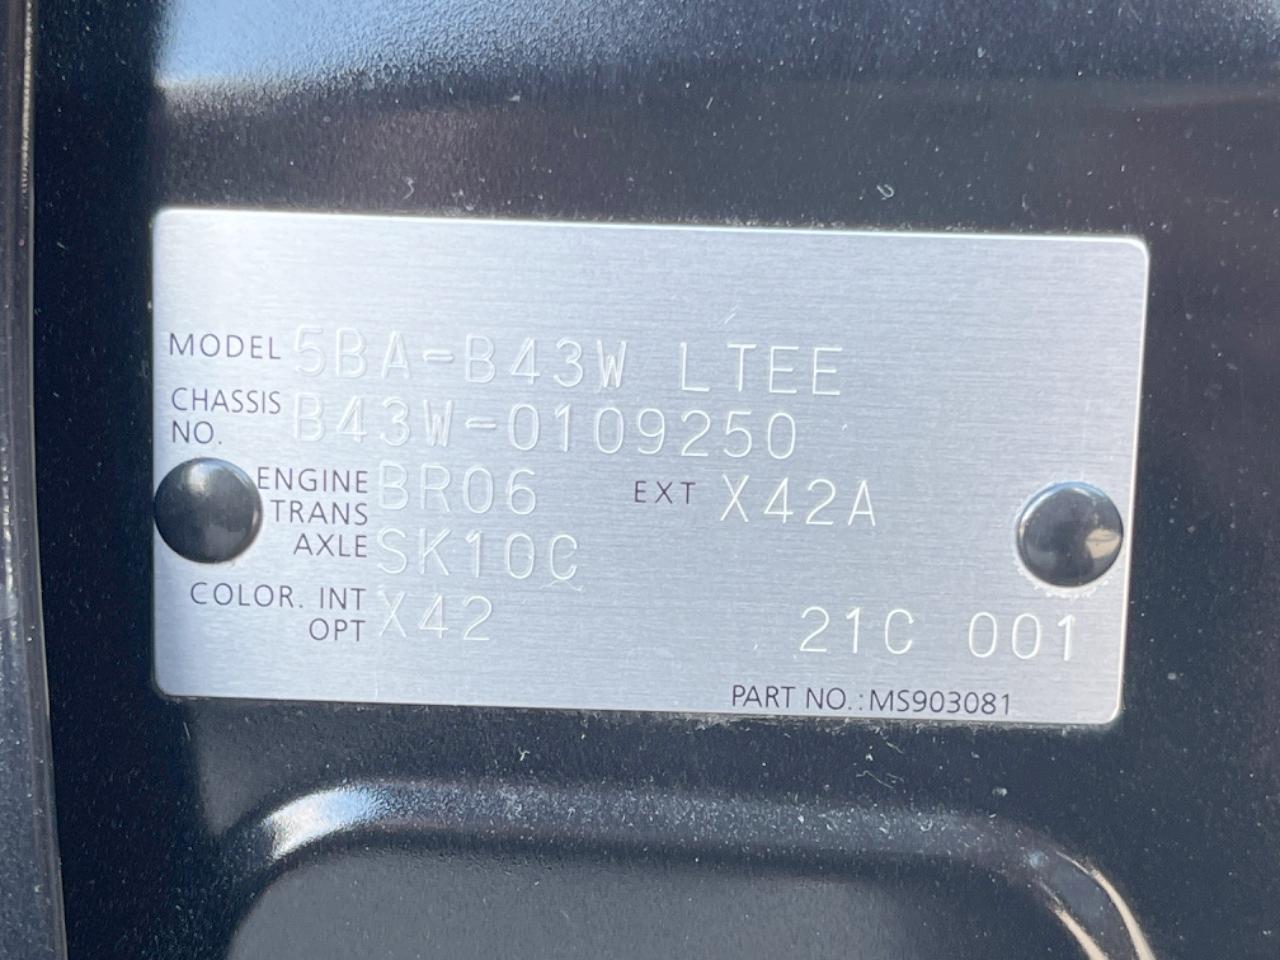 MODEL 5BA-B43W LTEE
CHASSIS
NO. B43W-0109250
ENGINE BR06 EXT X42A
TRANS
AXLE SK10C
COLOR. INT X42
OPT 21C 001
PART NO.:MS903081